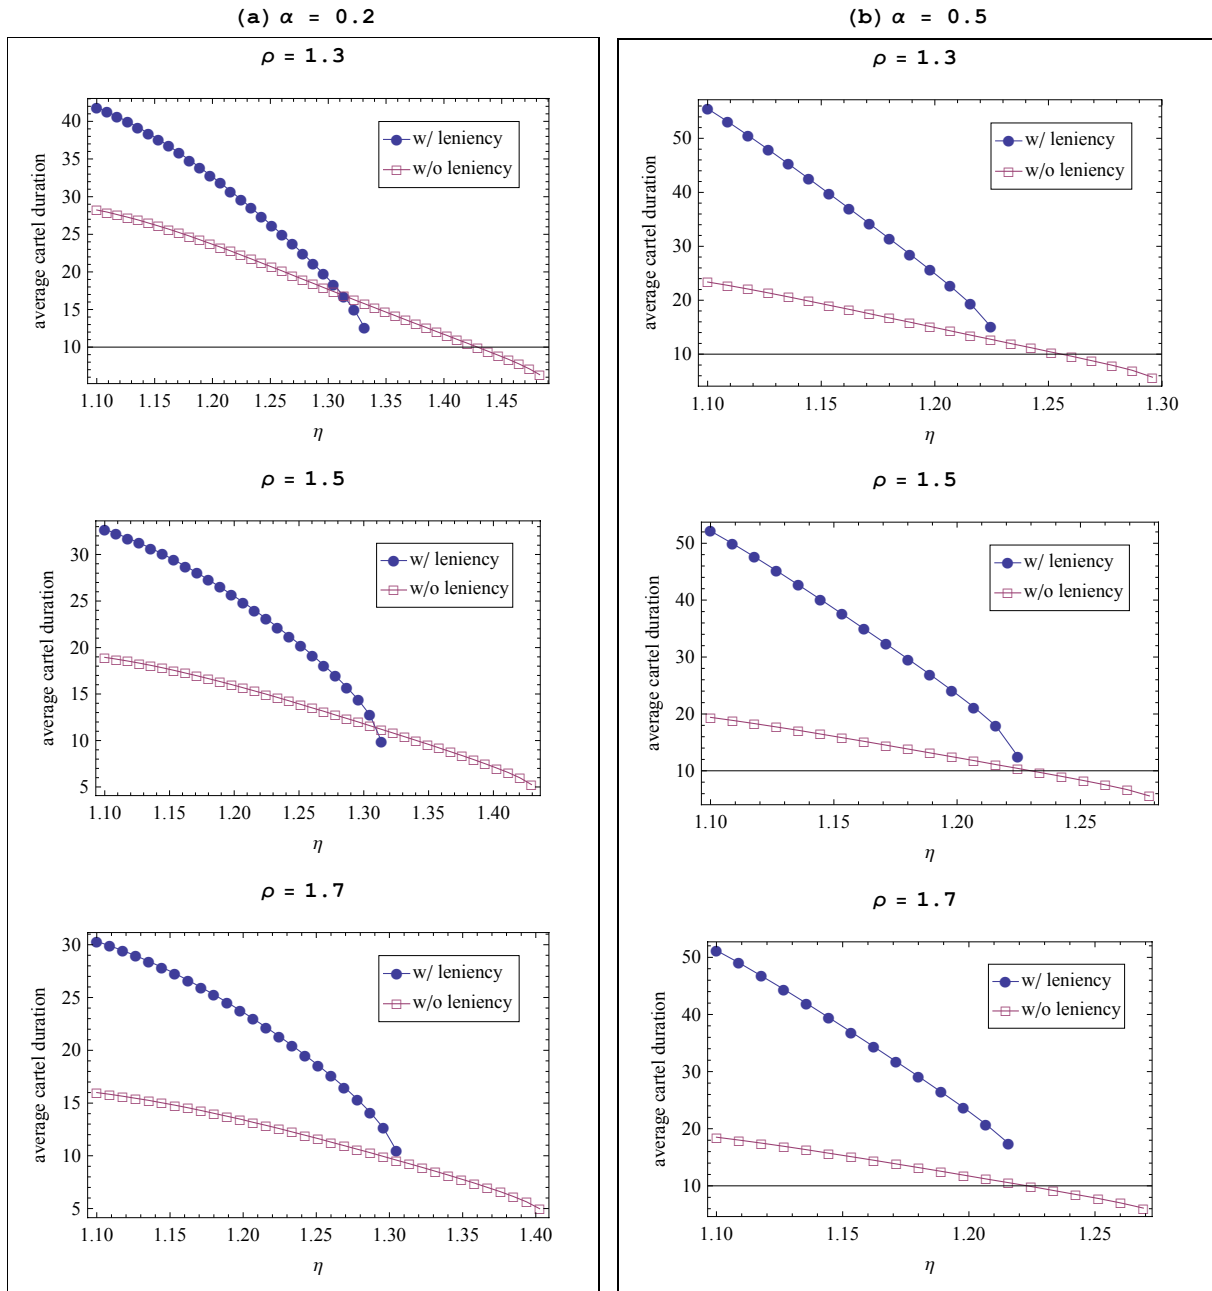 (a) α = 0.2
ρ = 1.3
average cartel duration
40
35
30
25
20
15
10
w/ leniency
w/o leniency
1.10 1.15 1.20 1.25 1.30 1.35 1.40 1.45
η
ρ = 1.5
average cartel duration
30
25
20
15
10
5
w/ leniency
w/o leniency
1.10 1.15 1.20 1.25 1.30 1.35 1.40
η
ρ = 1.7
average cartel duration
30
25
20
15
10
5
w/ leniency
w/o leniency
1.10 1.15 1.20 1.25 1.30 1.35 1.40
η
(b) α = 0.5
ρ = 1.3
average cartel duration
50
40
30
20
10
w/ leniency
w/o leniency
1.10 1.15 1.20 1.25 1.30
η
ρ = 1.5
average cartel duration
50
40
30
20
10
w/ leniency
w/o leniency
1.10 1.15 1.20 1.25
η
ρ = 1.7
average cartel duration
50
40
30
20
10
w/ leniency
w/o leniency
1.10 1.15 1.20 1.25
η